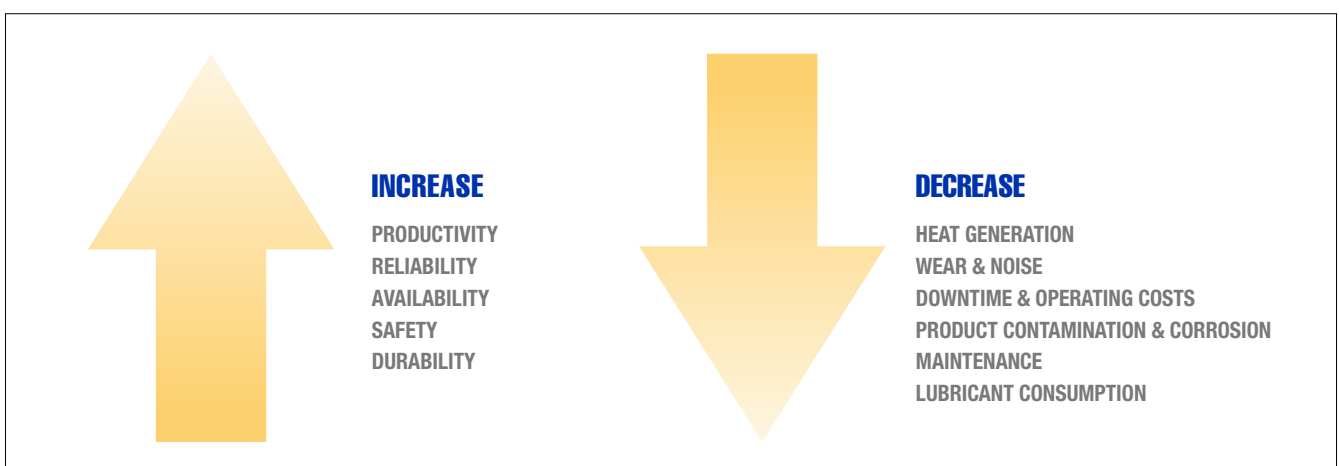 INCREASE
PRODUCTIVITY
RELIABILITY
AVAILABILITY
SAFETY
DURABILITY
DECREASE
HEAT GENERATION
WEAR & NOISE
DOWNTIME & OPERATING COSTS
PRODUCT CONTAMINATION & CORROSION
MAINTENANCE
LUBRICANT CONSUMPTION